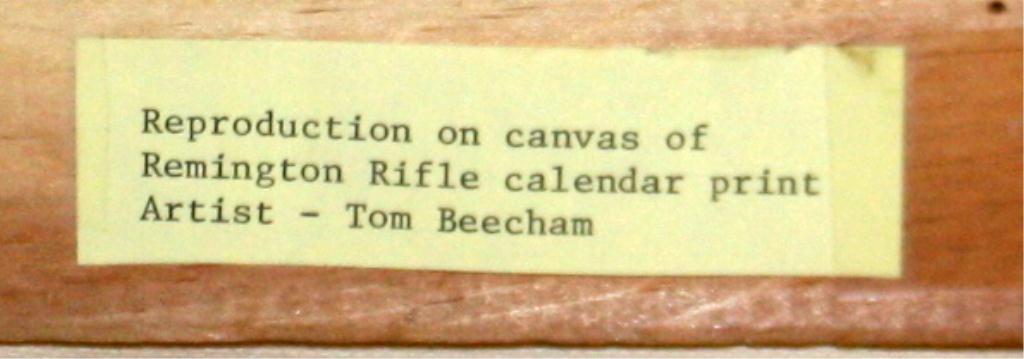 Reproduction on canvas of
Remington Rifle calendar print
Artist - Tom Beecham